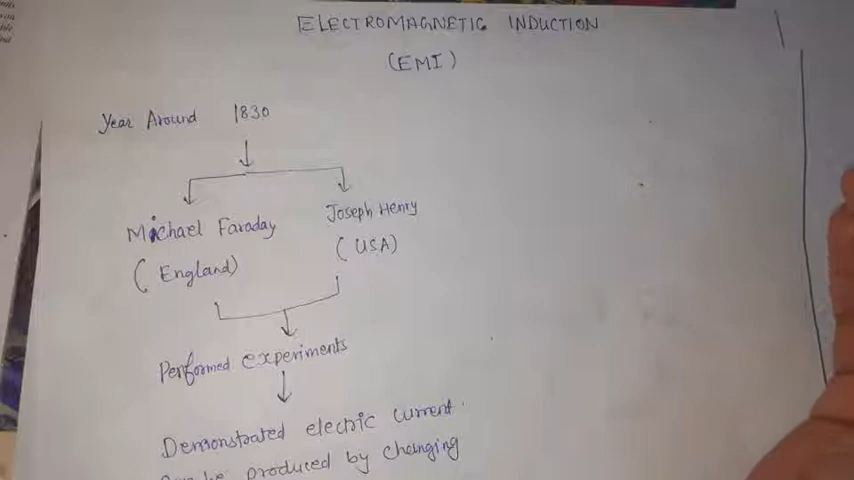 ELECTROMAGNETIC INDUCTION
(EMI)
Year Around 1830
Michael Faraday Joseph Henry
(England) (USA)
Performed experiments
Demonstrated electric current
be produced by changing